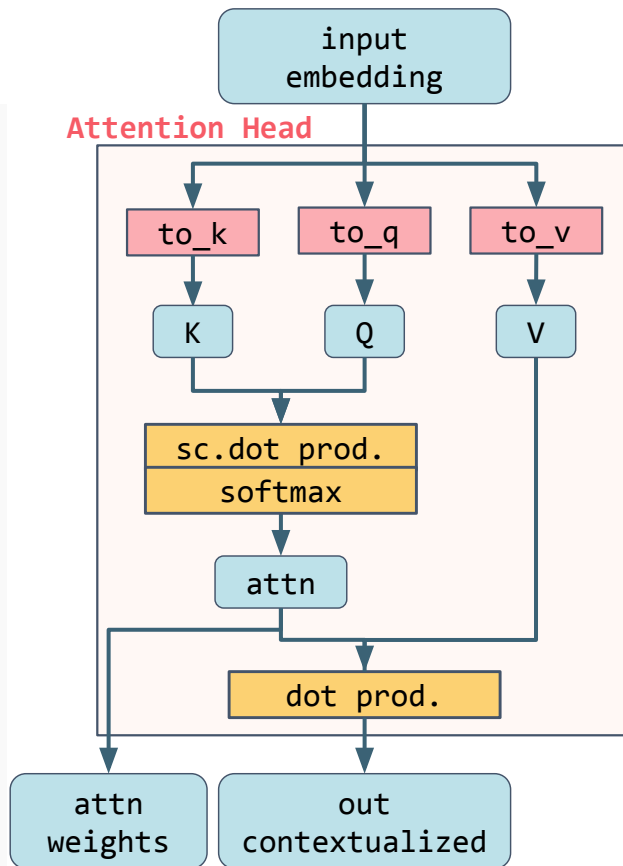 input
embedding
Attention Head
to_k
to_q
to_v
K
Q
V
sc.dot prod.
softmax
attn
dot prod.
attn
weights
out
contextualized